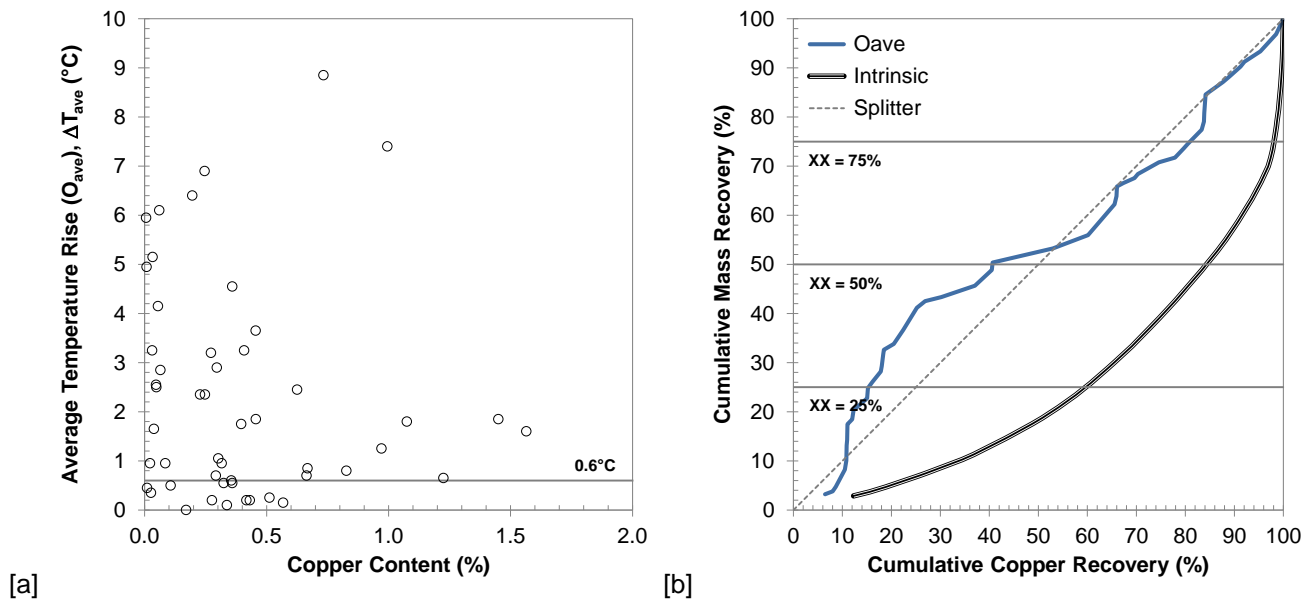 10
9
8
7
6
5
4
3
2
1
0
Average Temperature Rise (O_ave), ΔT_ave (°C)
0.6°C
0.0
0.5
1.0
1.5
2.0
Copper Content (%)
[a]
100
90
80
70
60
50
40
30
20
10
0
Cumulative Mass Recovery (%)
Oave
Intrinsic
Splitter
XX = 75%
XX = 50%
XX = 25%
0
10
20
30
40
50
60
70
80
90
100
Cumulative Copper Recovery (%)
[b]